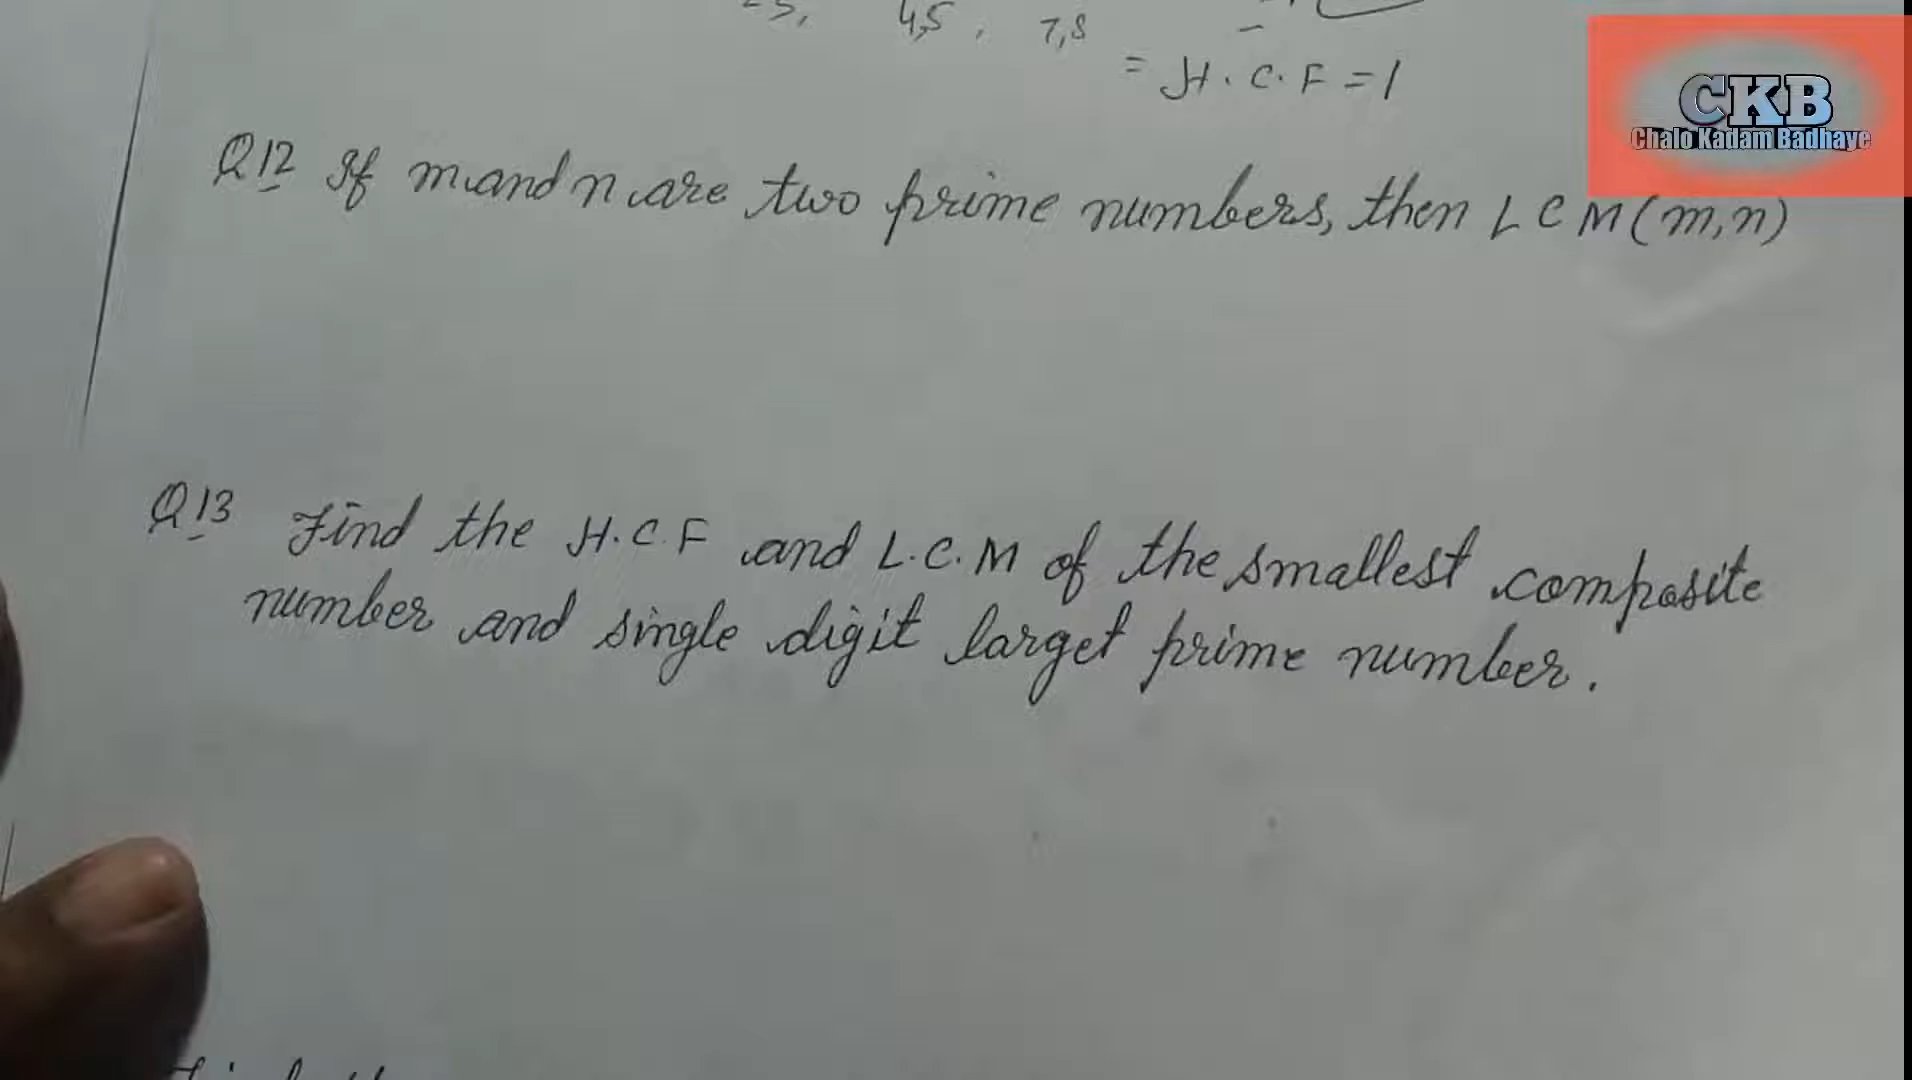 4,5 , 7,8
= H.C.F = 1
CKB
Chalo Kadam Badhaye
Q12 If m and n are two prime numbers, then LCM(m,n)
Q13 Find the H.C.F and L.C.M of the smallest composite
number and single digit larget prime number.